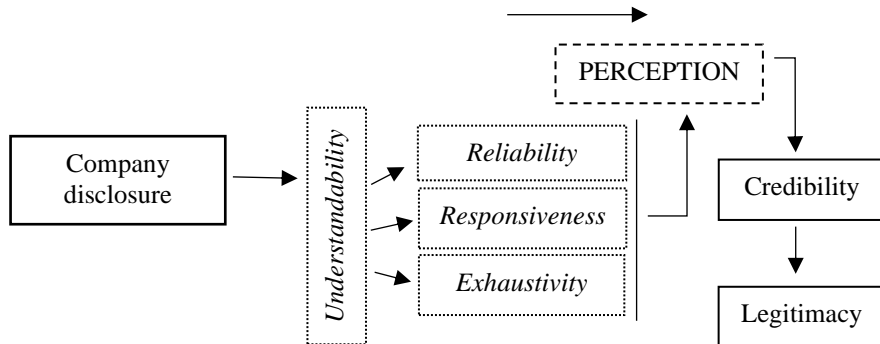 PERCEPTION
Company
disclosure
Understandability
Reliability
Responsiveness
Exhaustivity
Credibility
Legitimacy